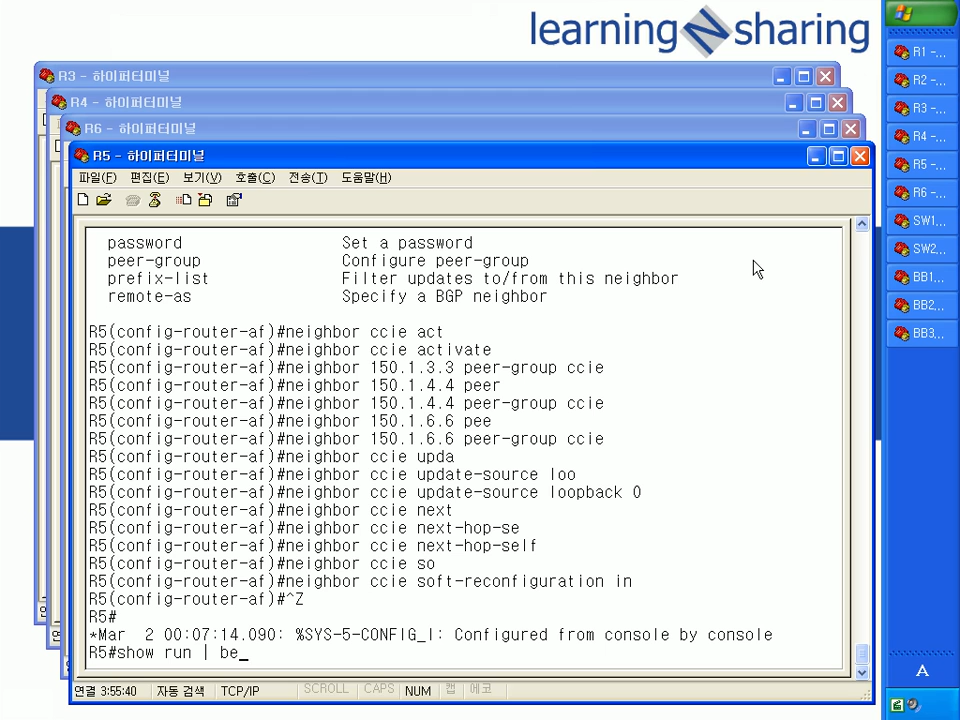 learning sharing
R3 - 하이퍼터미널
R4 - 하이퍼터미널
R6 - 하이퍼터미널
R5 - 하이퍼터미널
파일(F) 편집(E) 보기(V) 호출(C) 전송(T) 도움말(H)
password Set a password
peer-group Configure peer-group
prefix-list Filter updates to/from this neighbor
remote-as Specify a BGP neighbor
R5(config-router-af)#neighbor ccie act
R5(config-router-af)#neighbor ccie activate
R5(config-router-af)#neighbor 150.1.3.3 peer-group ccie
R5(config-router-af)#neighbor 150.1.4.4 peer
R5(config-router-af)#neighbor 150.1.4.4 peer-group ccie
R5(config-router-af)#neighbor 150.1.6.6 pee
R5(config-router-af)#neighbor 150.1.6.6 peer-group ccie
R5(config-router-af)#neighbor ccie upda
R5(config-router-af)#neighbor ccie update-source loo
R5(config-router-af)#neighbor ccie update-source loopback 0
R5(config-router-af)#neighbor ccie next
R5(config-router-af)#neighbor ccie next-hop-se
R5(config-router-af)#neighbor ccie next-hop-self
R5(config-router-af)#neighbor ccie so
R5(config-router-af)#neighbor ccie soft-reconfiguration in
R5(config-router-af)#^Z
R5#
*Mar  2 00:07:14.090: %SYS-5-CONFIG_I: Configured from console by console
R5#show run | be_
연결 3:55:40 자동 검색 TCP/IP SCROLL CAPS NUM 캡 에코
R1 -...
R2 -...
R3 -...
R4 -...
R5 -...
R6 -...
SW1...
SW2...
BB1...
BB2...
BB3...
A